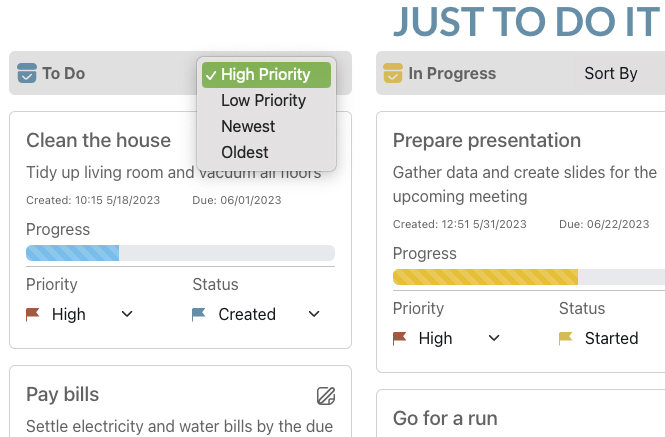 JUST TO DO IT
To Do
✓ High Priority
Low Priority
Newest
Oldest
Clean the house
Tidy up living room and vacuum all floors
Created: 10:15 5/18/2023 Due: 06/01/2023
Progress
Priority Status
High Created
Pay bills
Settle electricity and water bills by the due
In Progress Sort By
Prepare presentation
Gather data and create slides for the
upcoming meeting
Created: 12:51 5/31/2023 Due: 06/22/2023
Progress
Priority Status
High Started
Go for a run